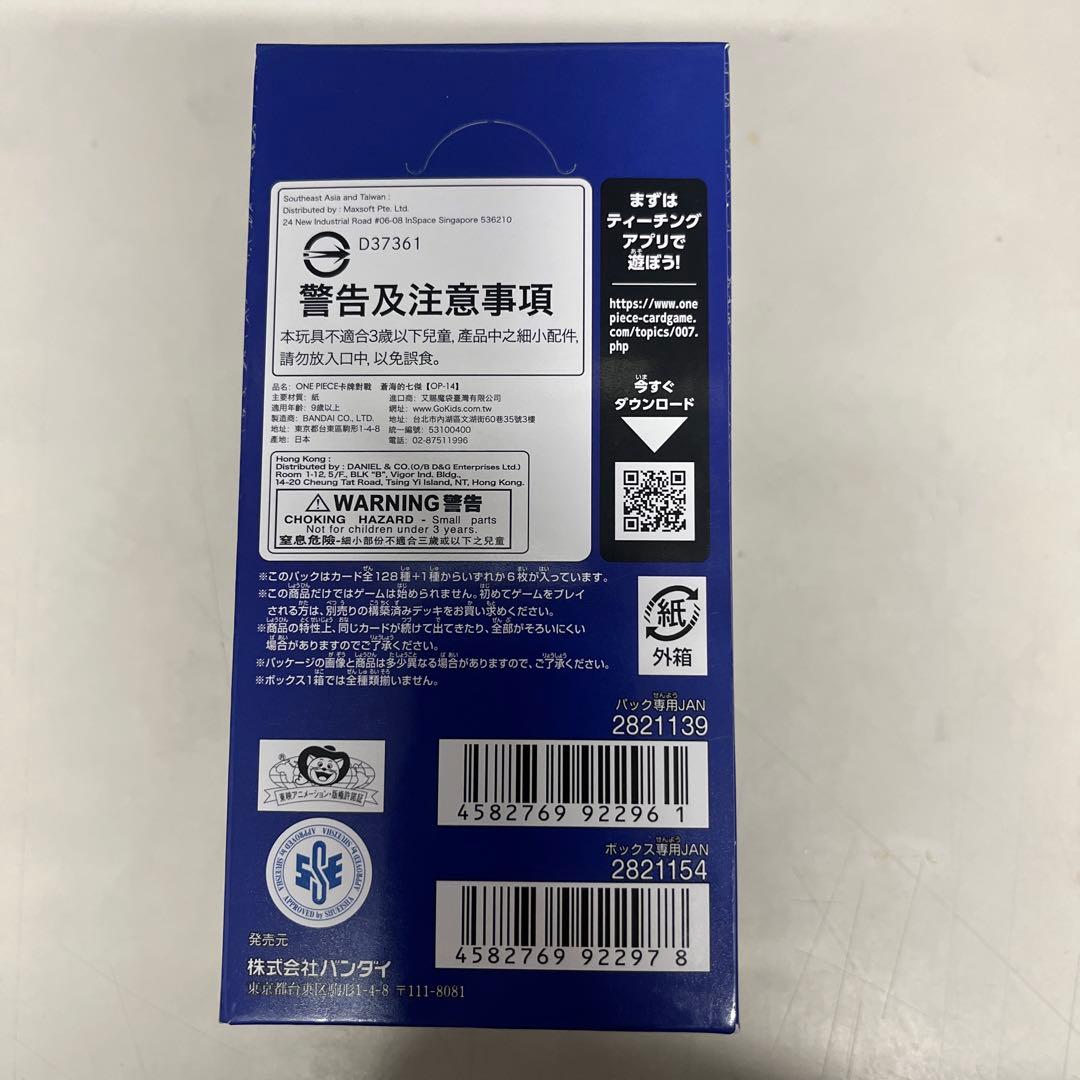 Southeast Asia and Taiwan :
Distributed by : Maxsoft Pte. Ltd.
24 New Industrial Road #06-08 InSpace Singapore 536210
D37361
警告及注意事項
本玩具不適合3歲以下兒童, 產品中之細小配件,
請勿放入口中, 以免誤食。
品名: ONE PIECE卡牌對戰 蒼海的七傑【OP-14】
主要材質: 紙
適用年齡: 9歲以上
製造商: BANDAI CO., LTD.
地址: 東京都台東區駒形1-4-8
產地: 日本
進口商: 艾賜魔袋臺灣有限公司
網址: www.GoKids.com.tw
地址: 台北市內湖區文湖街60巷35號3樓
統一編號: 53100400
電話: 02-87511996
Hong Kong :
Distributed by : DANIEL & CO.(O/B D&G Enterprises Ltd.)
Room 1-12, 5/F., BLK "B", Vigor Ind. Bldg.,
14-20 Cheung Tat Road, Tsing Yi Island, NT, Hong Kong.
WARNING 警告
CHOKING HAZARD - Small parts
Not for children under 3 years.
窒息危險-細小部份不適合三歲或以下之兒童
まずは
ティーチング
アプリで
遊ぼう!
https://www.one
piece-cardgame.
com/topics/007.
php
今すぐ
ダウンロード
※このパックはカード全128種+1種からいずれか6枚が入っています。
※この商品だけではゲームは始められません。初めてゲームをプレイ
される方は、別売りの構築済みデッキをお買い求めください。
※商品の特性上、同じカードが続けて出てきたり、全部がそろいにくい
場合がありますのでご了承ください。
※パッケージの画像と商品は多少異なる場合がありますので、ご了承ください。
※ボックス1箱では全種類揃いません。
紙
外箱
パック専用JAN
2821139
4582769 922961
ボックス専用JAN
2821154
4582769 922978
東映アニメーション・版権許諾証
APPROVED by SHUEISHA
SE
発売元
株式会社バンダイ
東京都台東区駒形1-4-8 〒111-8081